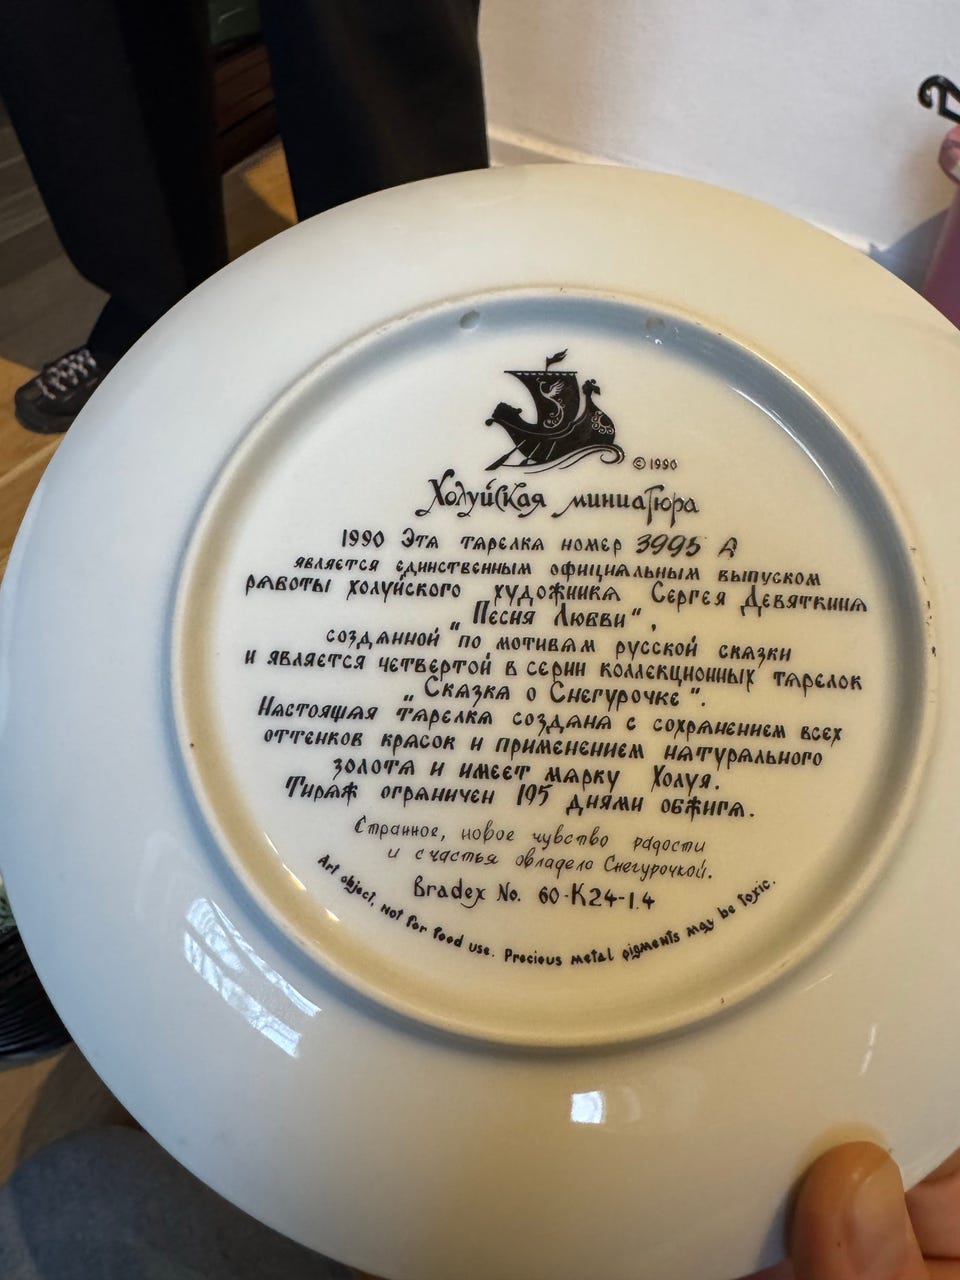 © 1990
Холуйская миниатюра
1990 Эта тарелка номер 3995 А
является единственным официальным выпуском
работы холуйского художника Сергея Девяткина
„Песня Любви",
созданной по мотивам русской сказки
и является четвертой в серии коллекционных тарелок
„Сказка о Снегурочке".
Настоящая тарелка создана с сохранением всех
оттенков красок и применением натурального
золота и имеет марку Холуя.
Тираж ограничен 195 днями обжига.
Странное, новое чувство радости
и счастья овладело Снегурочкой.
Bradex No. 60-K24-1.4
Art object, not for food use. Precious metal pigments may be toxic.